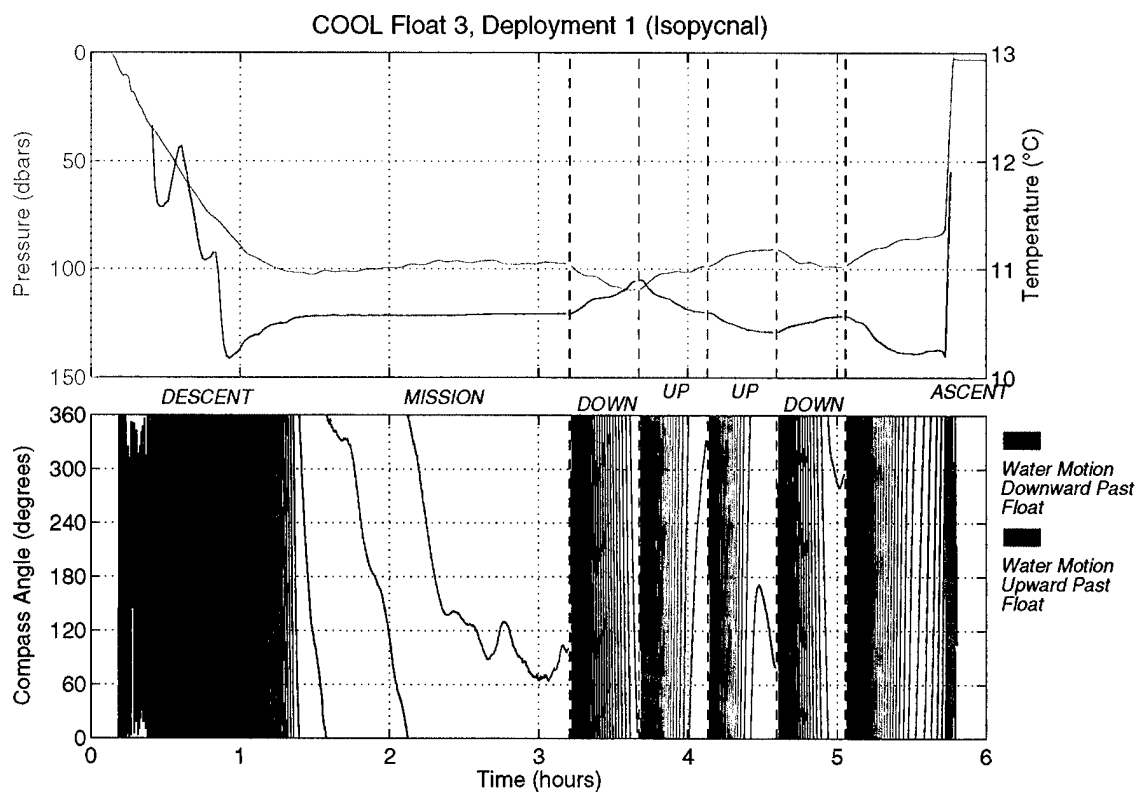 COOL Float 3, Deployment 1 (Isopycnal)
0
50
100
150
Pressure (dbars)
13
12
11
10
Temperature (°C)
DESCENT
MISSION
DOWN
UP
UP
DOWN
ASCENT
360
300
240
180
120
60
0
Compass Angle (degrees)
Water Motion
Downward Past
Float
Water Motion
Upward Past
Float
0
1
2
3
4
5
6
Time (hours)